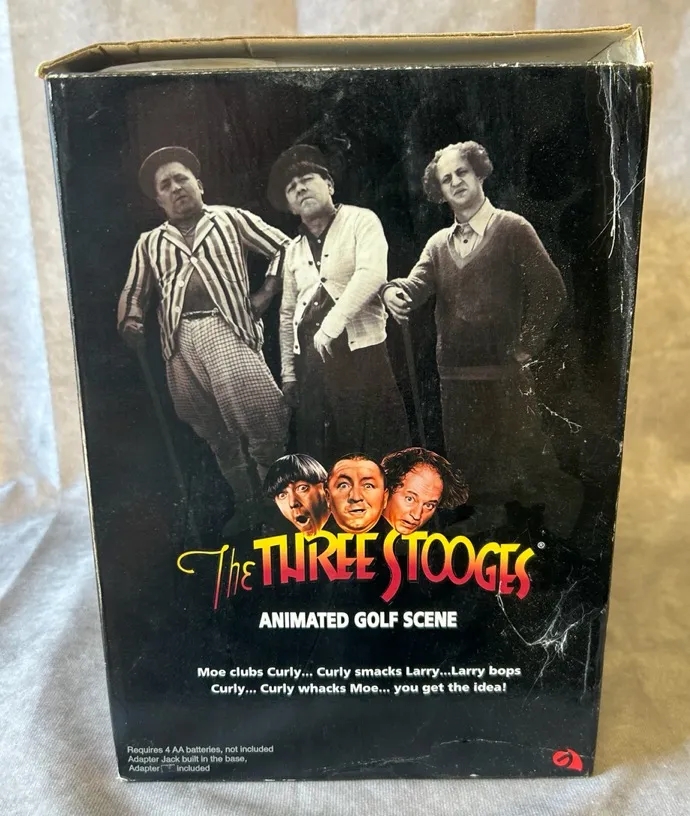 The THREE STOOGES®
ANIMATED GOLF SCENE
Moe clubs Curly... Curly smacks Larry...Larry bops
Curly... Curly whacks Moe... you get the idea!
Requires 4 AA batteries, not included
Adapter Jack built in the base,
Adapter included